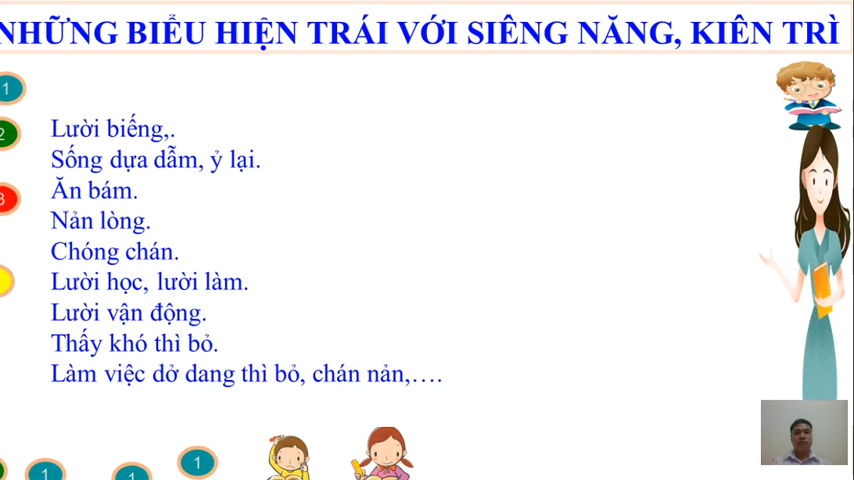 NHỮNG BIỂU HIỆN TRÁI VỚI SIÊNG NĂNG, KIÊN TRÌ
1
2
3
Lười biếng,.
Sống dựa dẫm, ỷ lại.
Ăn bám.
Nản lòng.
Chóng chán.
Lười học, lười làm.
Lười vận động.
Thấy khó thì bỏ.
Làm việc dở dang thì bỏ, chán nản,….
1
1
1